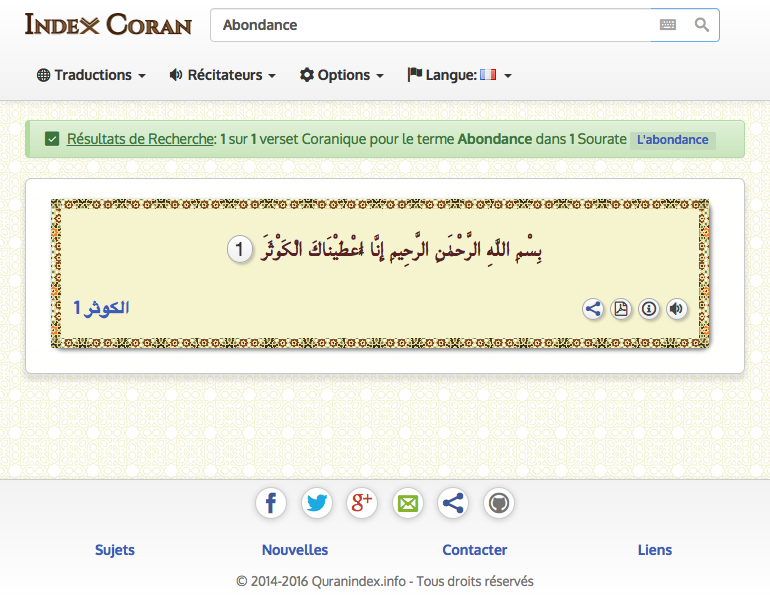 Index Coran
Abondance
Traductions Récitateurs Options Langue:
Résultats de Recherche: 1 sur 1 verset Coranique pour le terme Abondance dans 1 Sourate L'abondance
بِسْمِ اللَّهِ الرَّحْمَٰنِ الرَّحِيمِ إِنَّا أَعْطَيْنَاكَ الْكَوْثَرَ 1
الكوثر 1
Sujets Nouvelles Contacter Liens
© 2014-2016 Quranindex.info - Tous droits réservés